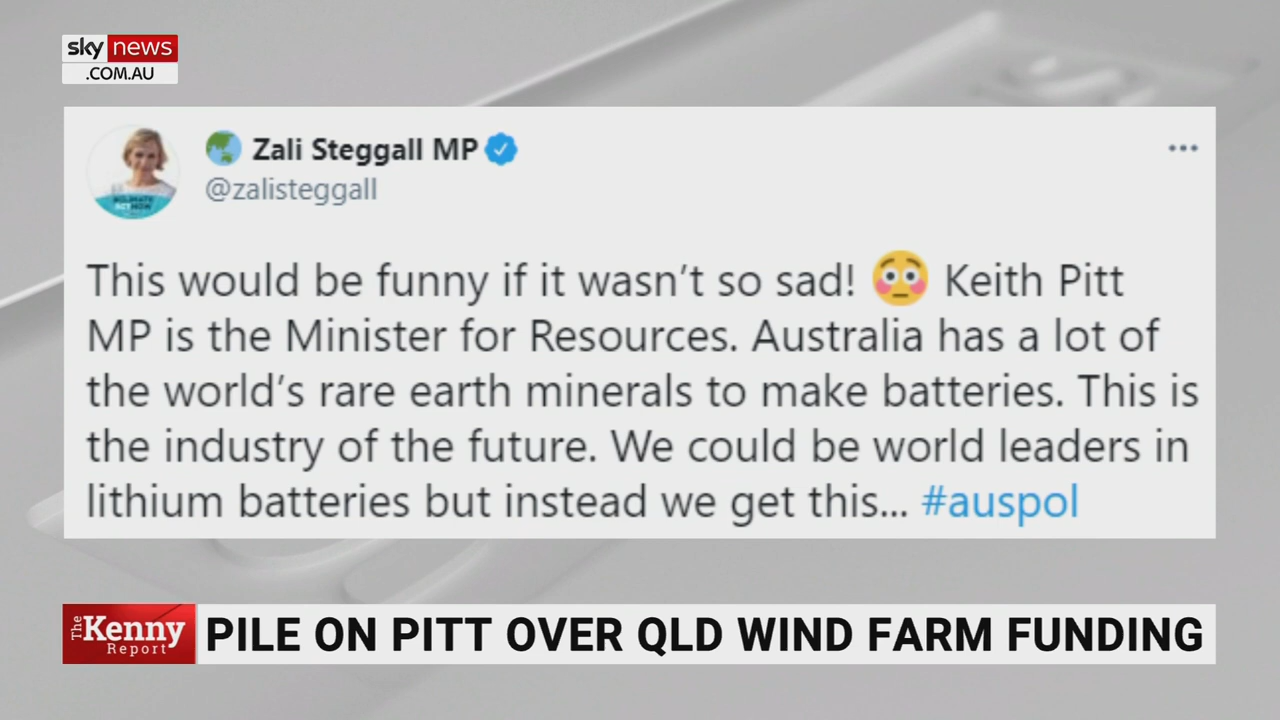 sky news
.COM.AU
Zali Steggall MP
@zalisteggall
This would be funny if it wasn't so sad! 😳 Keith Pitt
MP is the Minister for Resources. Australia has a lot of
the world's rare earth minerals to make batteries. This is
the industry of the future. We could be world leaders in
lithium batteries but instead we get this... #auspol
The Kenny Report
PILE ON PITT OVER QLD WIND FARM FUNDING